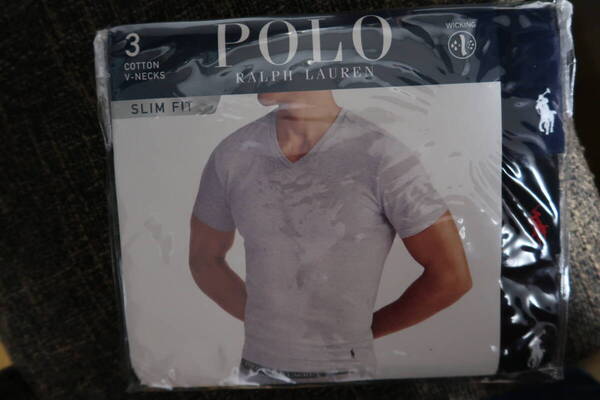 3
COTTON
V-NECKS
POLO
RALPH LAUREN
WICKING
SLIM FIT